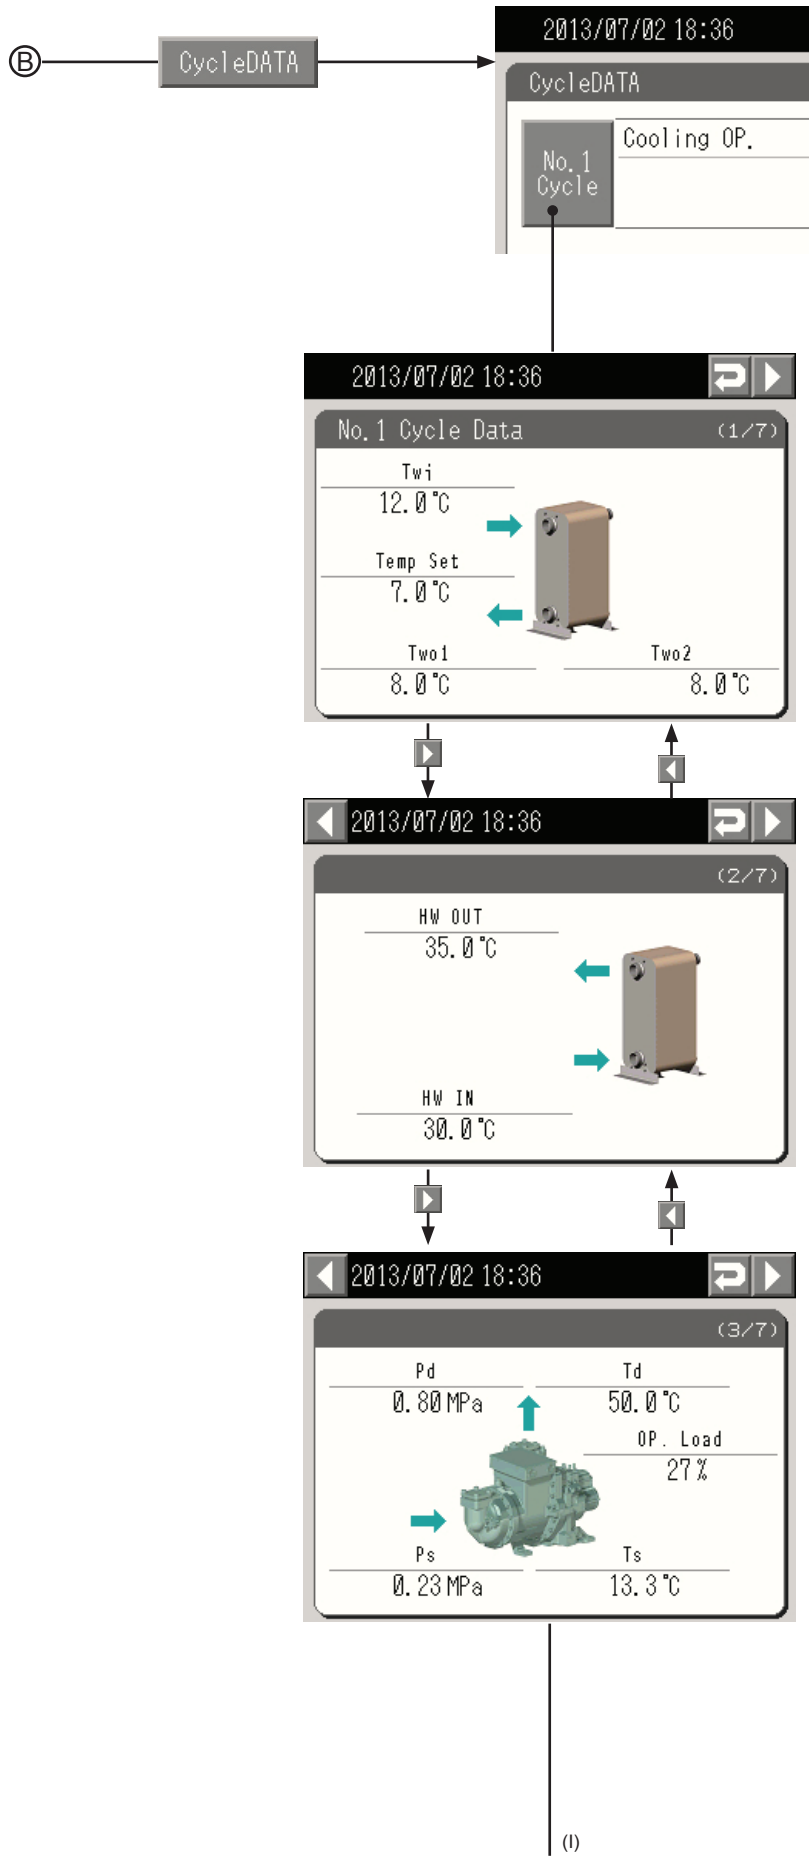 B
CycleDATA
2013/07/02 18:36
CycleDATA
No.1
Cycle
Cooling OP.
2013/07/02 18:36
No.1 Cycle Data (1/7)
Twi
12.0℃
Temp Set
7.0℃
Two1 Two2
8.0℃ 8.0℃
2013/07/02 18:36
(2/7)
HW OUT
35.0℃
HW IN
30.0℃
2013/07/02 18:36
(3/7)
Pd Td
0.80MPa 50.0℃
OP. Load
27%
Ps Ts
0.23MPa 13.3℃
(I)